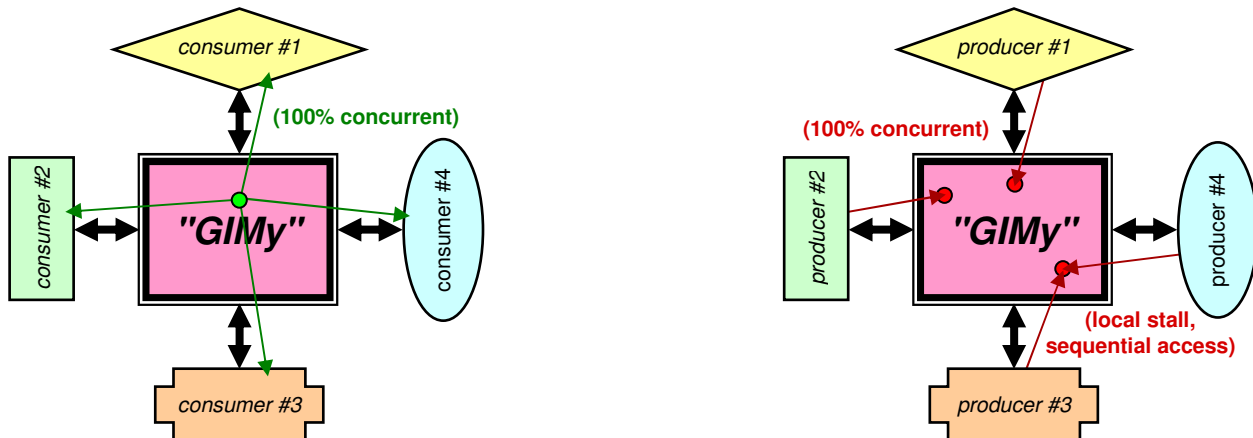 consumer #1
(100% concurrent)
consumer #2
"GIMy"
consumer #4
consumer #3
producer #1
(100% concurrent)
producer #2
"GIMy"
producer #4
(local stall,
sequential access)
producer #3